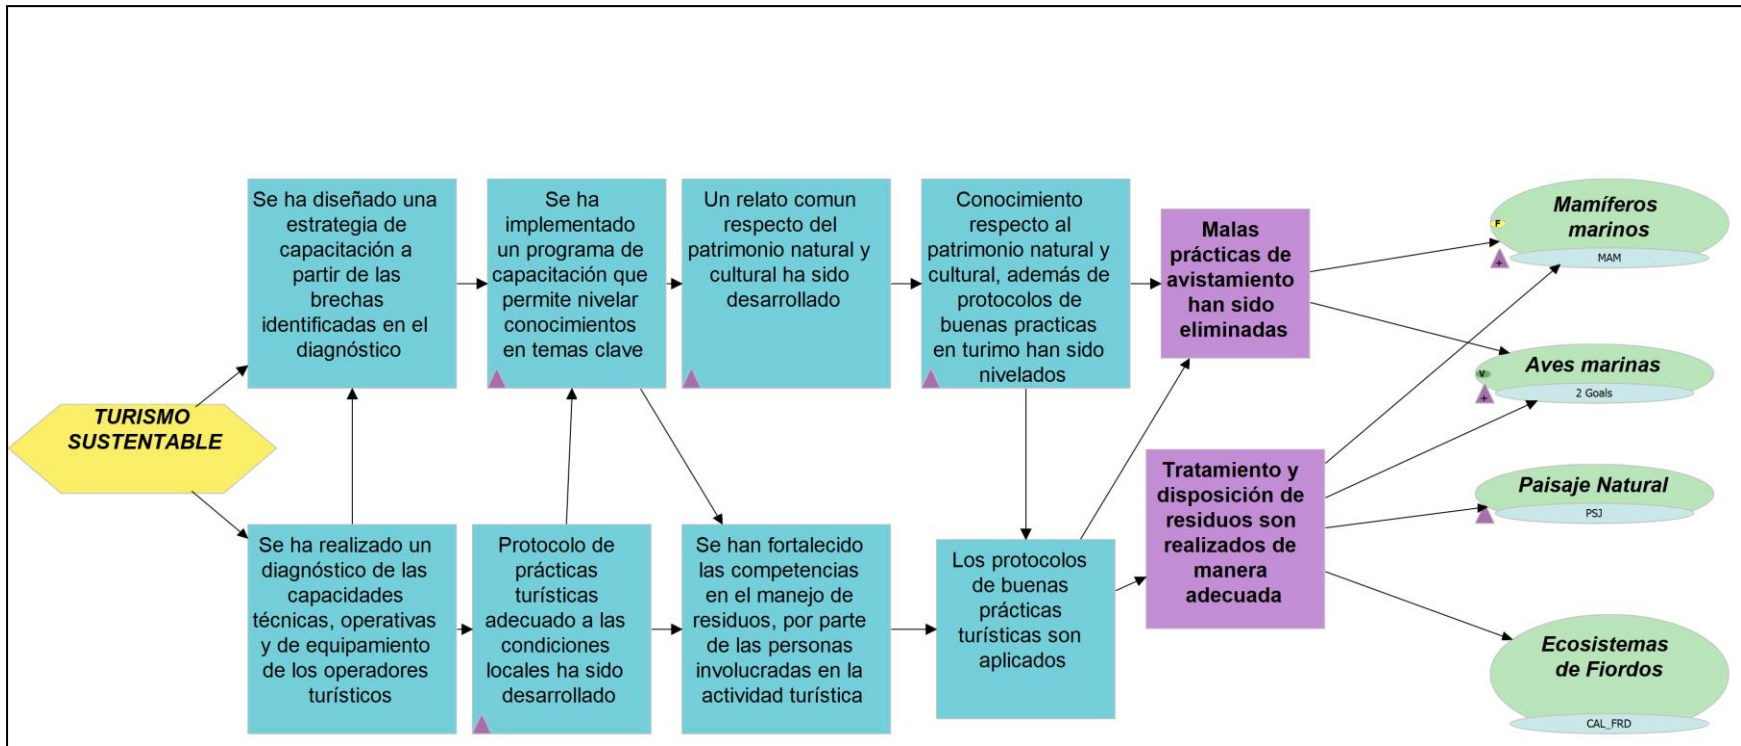 TURISMO
SUSTENTABLE
Se ha diseñado una
estrategia de
capacitación a
partir de las
brechas
identificadas en el
diagnóstico
Se ha
implementado
un programa de
capacitación que
permite nivelar
conocimientos
en temas clave
Un relato comun
respecto del
patrimonio natural y
cultural ha sido
desarrollado
Conocimiento
respecto al
patrimonio natural y
cultural, además de
protocolos de
buenas practicas
en turimo han sido
nivelados
Malas
prácticas de
avistamiento
han sido
eliminadas
Se ha realizado un
diagnóstico de las
capacidades
técnicas, operativas
y de equipamiento
de los operadores
turísticos
Protocolo de
prácticas
turísticas
adecuado a las
condiciones
locales ha sido
desarrollado
Se han fortalecido
las competencias
en el manejo de
residuos, por parte
de las personas
involucradas en la
actividad turística
Los protocolos
de buenas
prácticas
turísticas son
aplicados
Tratamiento y
disposición de
residuos son
realizados de
manera
adecuada
Mamíferos
marinos
F
MAM
+
Aves marinas
V
2 Goals
+
Paisaje Natural
PSJ
Ecosistemas
de Fiordos
CAL_FRD